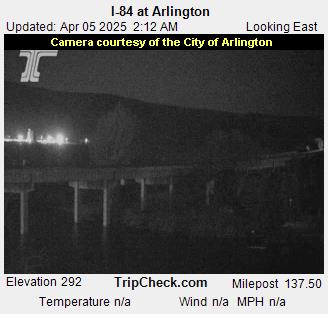 I-84 at Arlington
Updated: Apr 05 2025 2:12 AM Looking East
Camera courtesy of the City of Arlington
Elevation 292 TripCheck.com Milepost 137.50
Temperature n/a Wind n/a MPH n/a